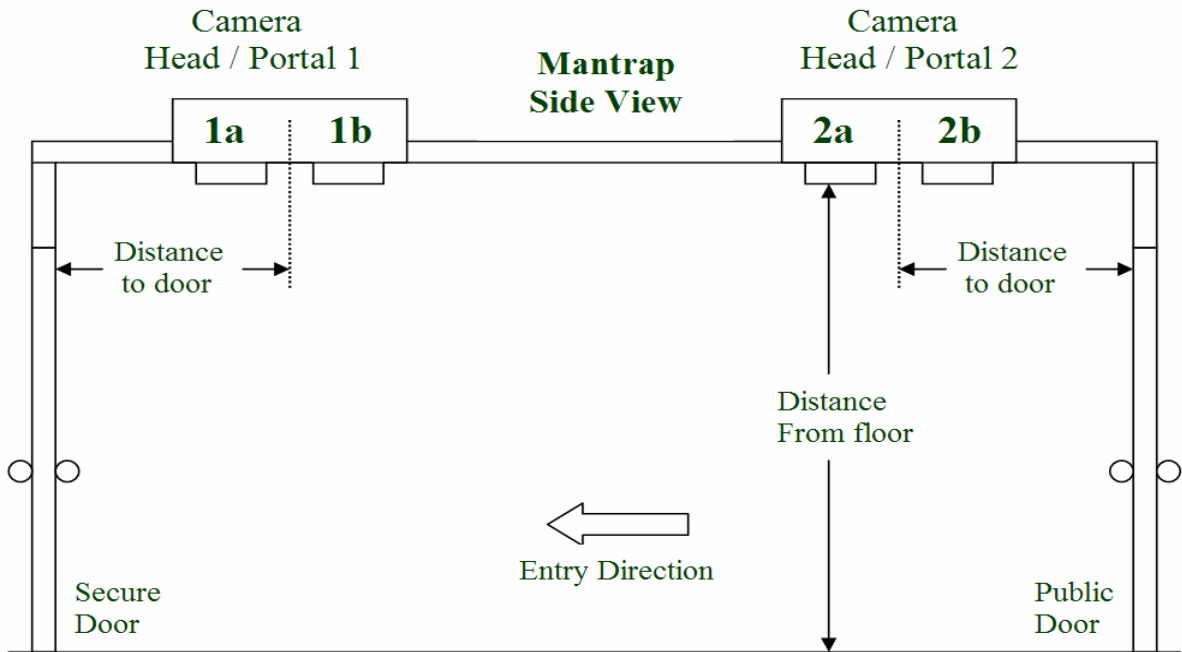 Camera
Head / Portal 1
Mantrap
Side View
Camera
Head / Portal 2
1a
1b
2a
2b
Distance
to door
Distance
to door
Distance
From floor
Entry Direction
Secure
Door
Public
Door